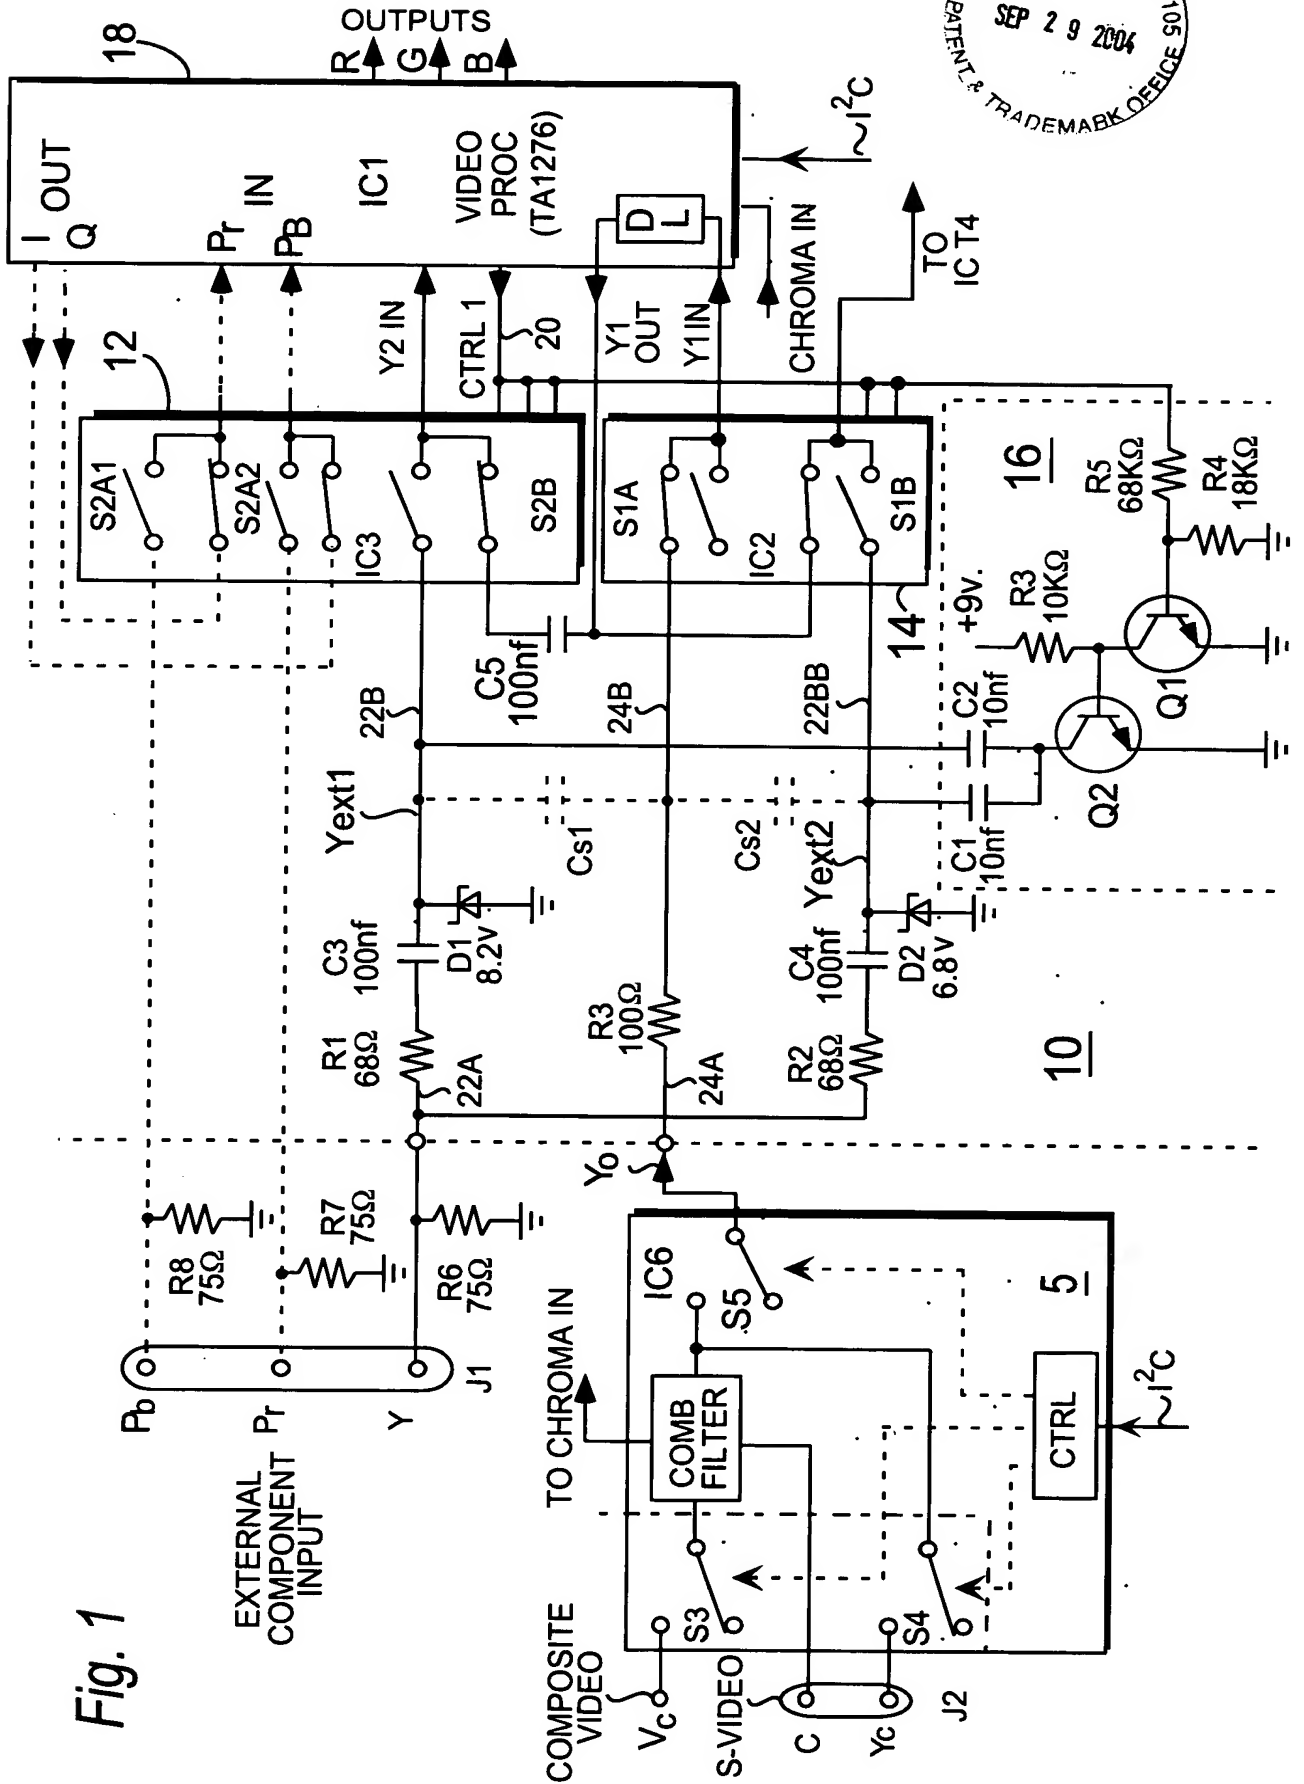 Fig. 1
EXTERNAL
COMPONENT
INPUT
Pb
Pr
Y
J1
R8
75Ω
R7
75Ω
R6
75Ω
COMPOSITE
VIDEO
Vc
S-VIDEO
C
Yc
J2
TO CHROMA IN
COMB
FILTER
IC6
S3
S4
S5
5
CTRL
I²C
Yo
22A
R1
68Ω
C3
100nf
D1
8.2v
Yext1
22B
24A
R3
100Ω
24B
Cs1
Cs2
R2
68Ω
C4
100nf
D2
6.8v
Yext2
22BB
10
C5
100nf
12
S2A1
S2A2
IC3
S2B
S1A
IC2
S1B
14
16
C1
10nf
C2
10nf
Q2
Q1
+9v.
R3
10KΩ
R5
68KΩ
R4
18KΩ
18
I
Q
OUT
Pr
PB
IN
IC1
VIDEO
PROC
(TA1276)
D
L
Y2 IN
CTRL 1
20
Y1
OUT
Y1IN
CHROMA IN
TO
IC T4
I²C
OUTPUTS
R
G
B
SEP 2 9 2004
PATENT & TRADEMARK OFFICE
105